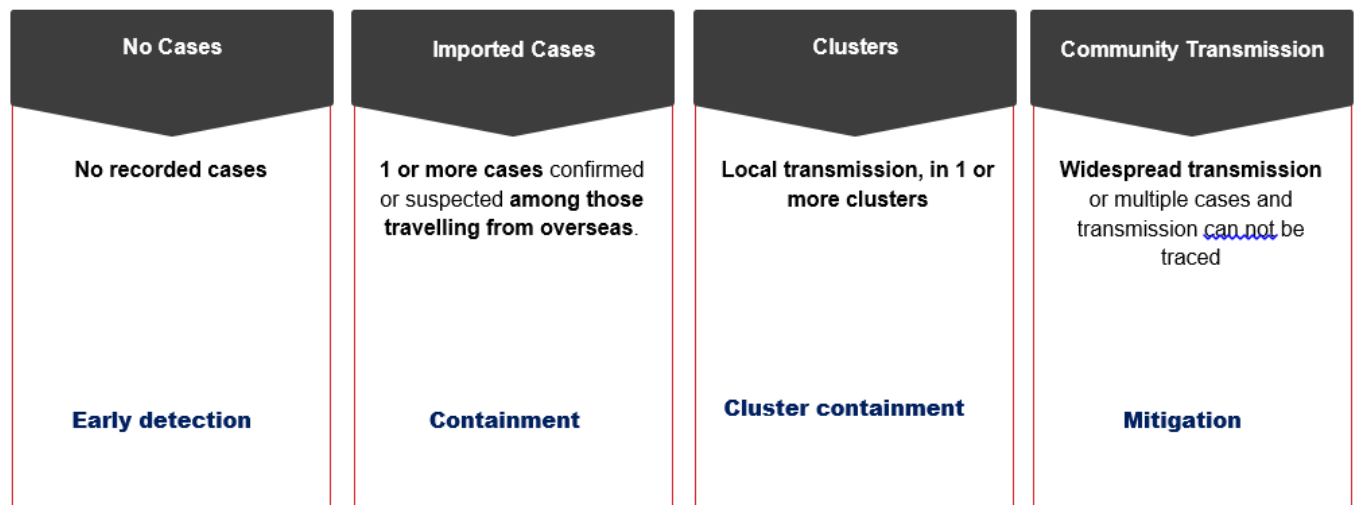 No Cases
No recorded cases
Early detection
Imported Cases
1 or more cases confirmed
or suspected among those
travelling from overseas.
Containment
Clusters
Local transmission, in 1 or
more clusters
Cluster containment
Community Transmission
Widespread transmission
or multiple cases and
transmission can not be
traced
Mitigation